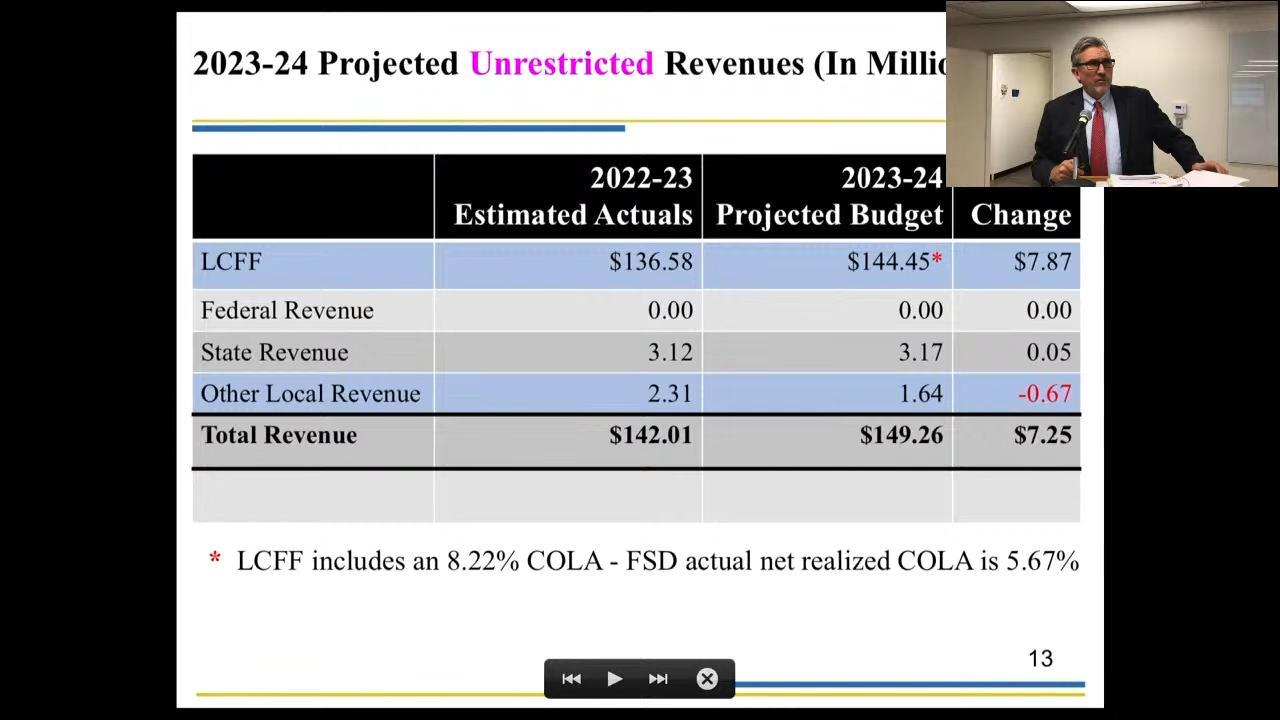 2023-24 Projected Unrestricted Revenues (In
2022-23 2023-24
Estimated Actuals Projected Budget Change
LCFF $136.58 $144.45* $7.87
Federal Revenue 0.00 0.00 0.00
State Revenue 3.12 3.17 0.05
Other Local Revenue 2.31 1.64 -0.67
Total Revenue $142.01 $149.26 $7.25
* LCFF includes an 8.22% COLA - FSD actual net realized COLA is 5.67%
13